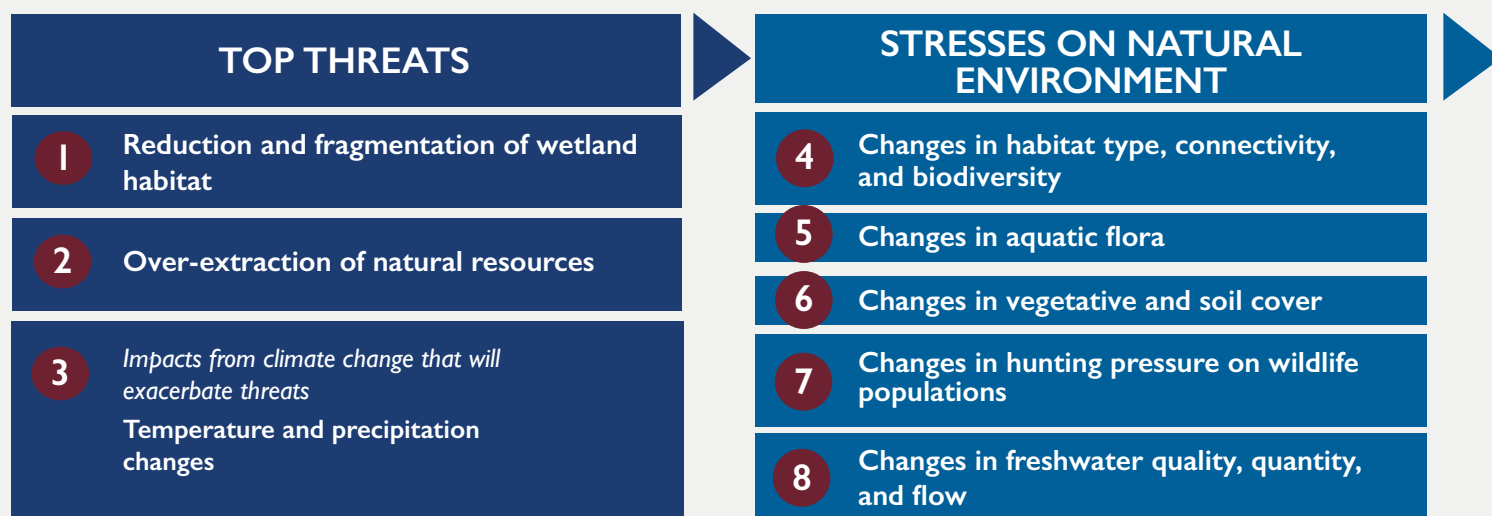 TOP THREATS
1
Reduction and fragmentation of wetland
habitat
2
Over-extraction of natural resources
3
Impacts from climate change that will
exacerbate threats
Temperature and precipitation
changes
STRESSES ON NATURAL
ENVIRONMENT
4
Changes in habitat type, connectivity,
and biodiversity
5
Changes in aquatic flora
6
Changes in vegetative and soil cover
7
Changes in hunting pressure on wildlife
populations
8
Changes in freshwater quality, quantity,
and flow